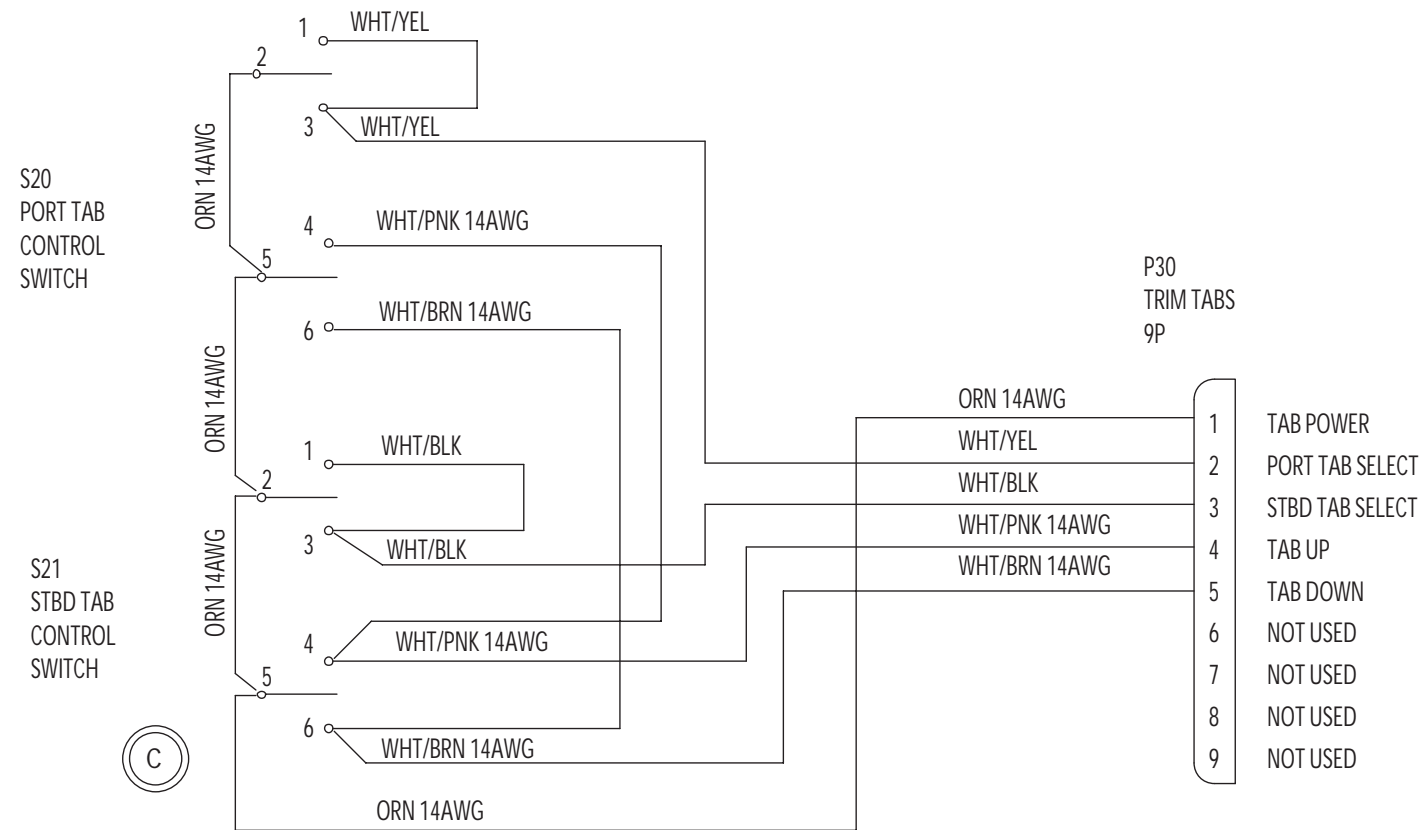 1
WHT/YEL
2
3
WHT/YEL
ORN 14AWG
S20
PORT TAB
CONTROL
SWITCH
4
WHT/PNK 14AWG
5
6
WHT/BRN 14AWG
ORN 14AWG
1
WHT/BLK
2
3
WHT/BLK
ORN 14AWG
S21
STBD TAB
CONTROL
SWITCH
4
WHT/PNK 14AWG
5
6
WHT/BRN 14AWG
C
ORN 14AWG
P30
TRIM TABS
9P
ORN 14AWG
1 TAB POWER
WHT/YEL
2 PORT TAB SELECT
WHT/BLK
3 STBD TAB SELECT
WHT/PNK 14AWG
4 TAB UP
WHT/BRN 14AWG
5 TAB DOWN
6 NOT USED
7 NOT USED
8 NOT USED
9 NOT USED